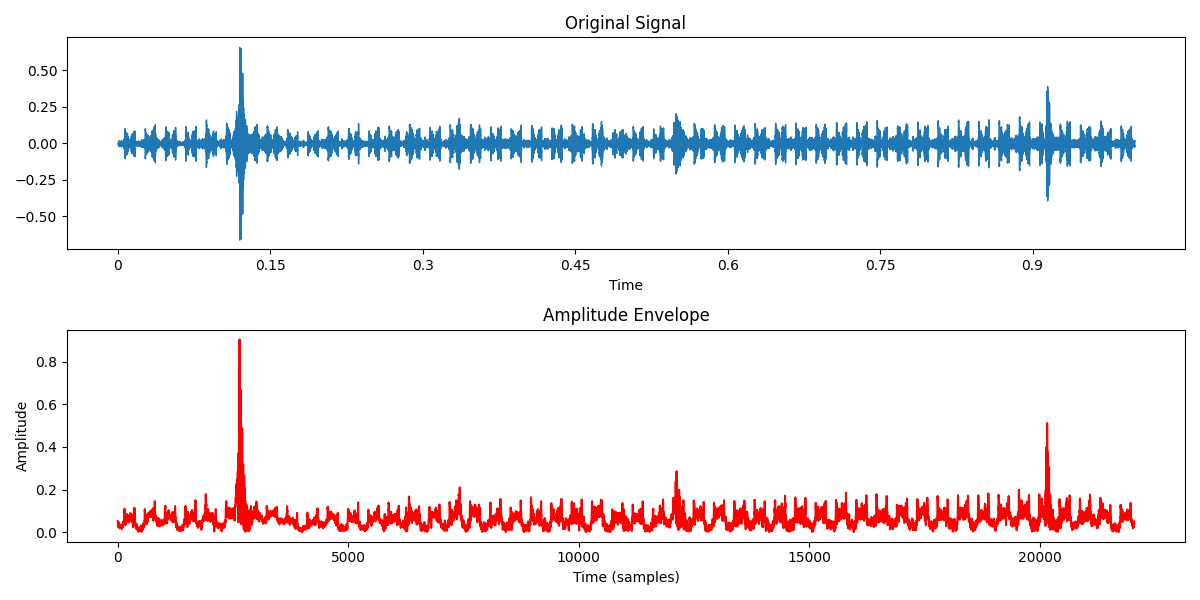 Original Signal
0.50
0.25
0.00
−0.25
−0.50
0 0.15 0.3 0.45 0.6 0.75 0.9
Time
Amplitude Envelope
Amplitude
0.8
0.6
0.4
0.2
0.0
0 5000 10000 15000 20000
Time (samples)